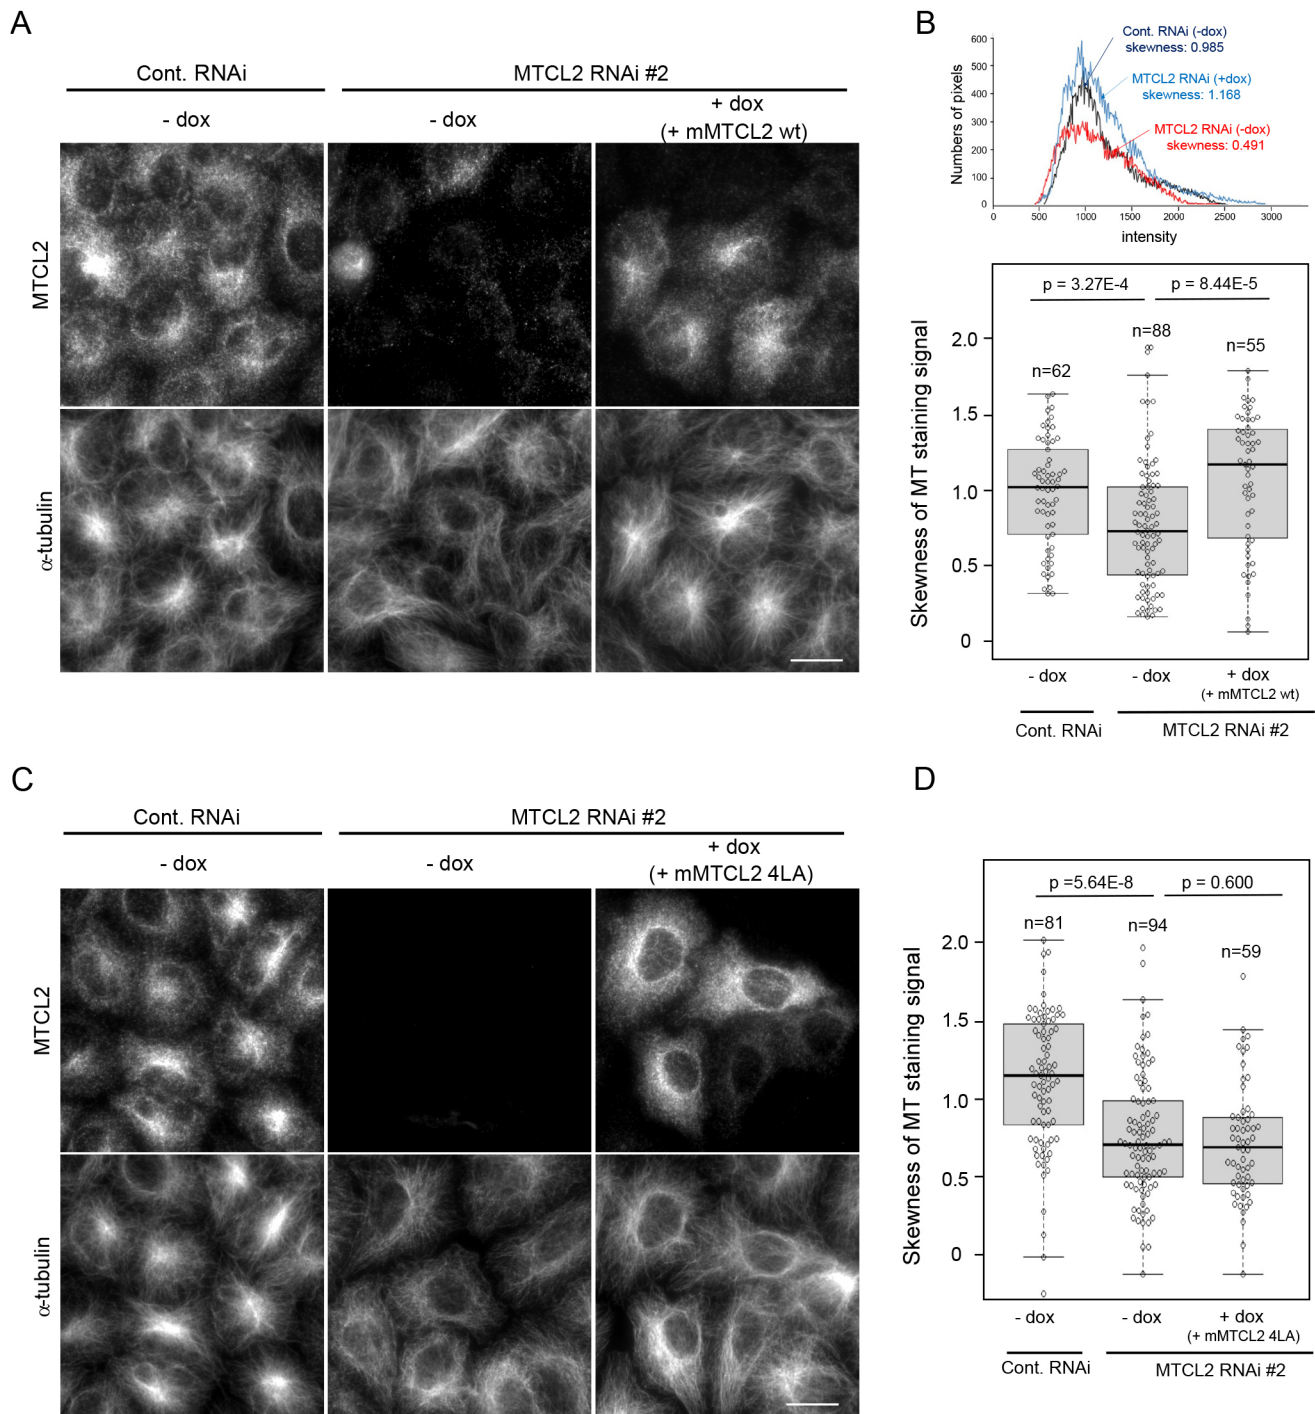 A
Cont. RNAi
MTCL2 RNAi #2
- dox
- dox
+ dox
(+ mMTCL2 wt)
MTCL2
α-tubulin
B
Numbers of pixels
600
500
400
300
200
100
0
0
500
1000
1500
2000
2500
3000
intensity
Cont. RNAi (-dox)
skewness: 0.985
MTCL2 RNAi (+dox)
skewness: 1.168
MTCL2 RNAi (-dox)
skewness: 0.491
Skewness of MT staining signal
2.0
1.5
1.0
0.5
0
p = 3.27E-4
p = 8.44E-5
n=62
n=88
n=55
- dox
- dox
+ dox
(+ mMTCL2 wt)
Cont. RNAi
MTCL2 RNAi #2
C
Cont. RNAi
MTCL2 RNAi #2
- dox
- dox
+ dox
(+ mMTCL2 4LA)
MTCL2
α-tubulin
D
Skewness of MT staining signal
2.0
1.5
1.0
0.5
0
p =5.64E-8
p = 0.600
n=81
n=94
n=59
- dox
- dox
+ dox
(+ mMTCL2 4LA)
Cont. RNAi
MTCL2 RNAi #2